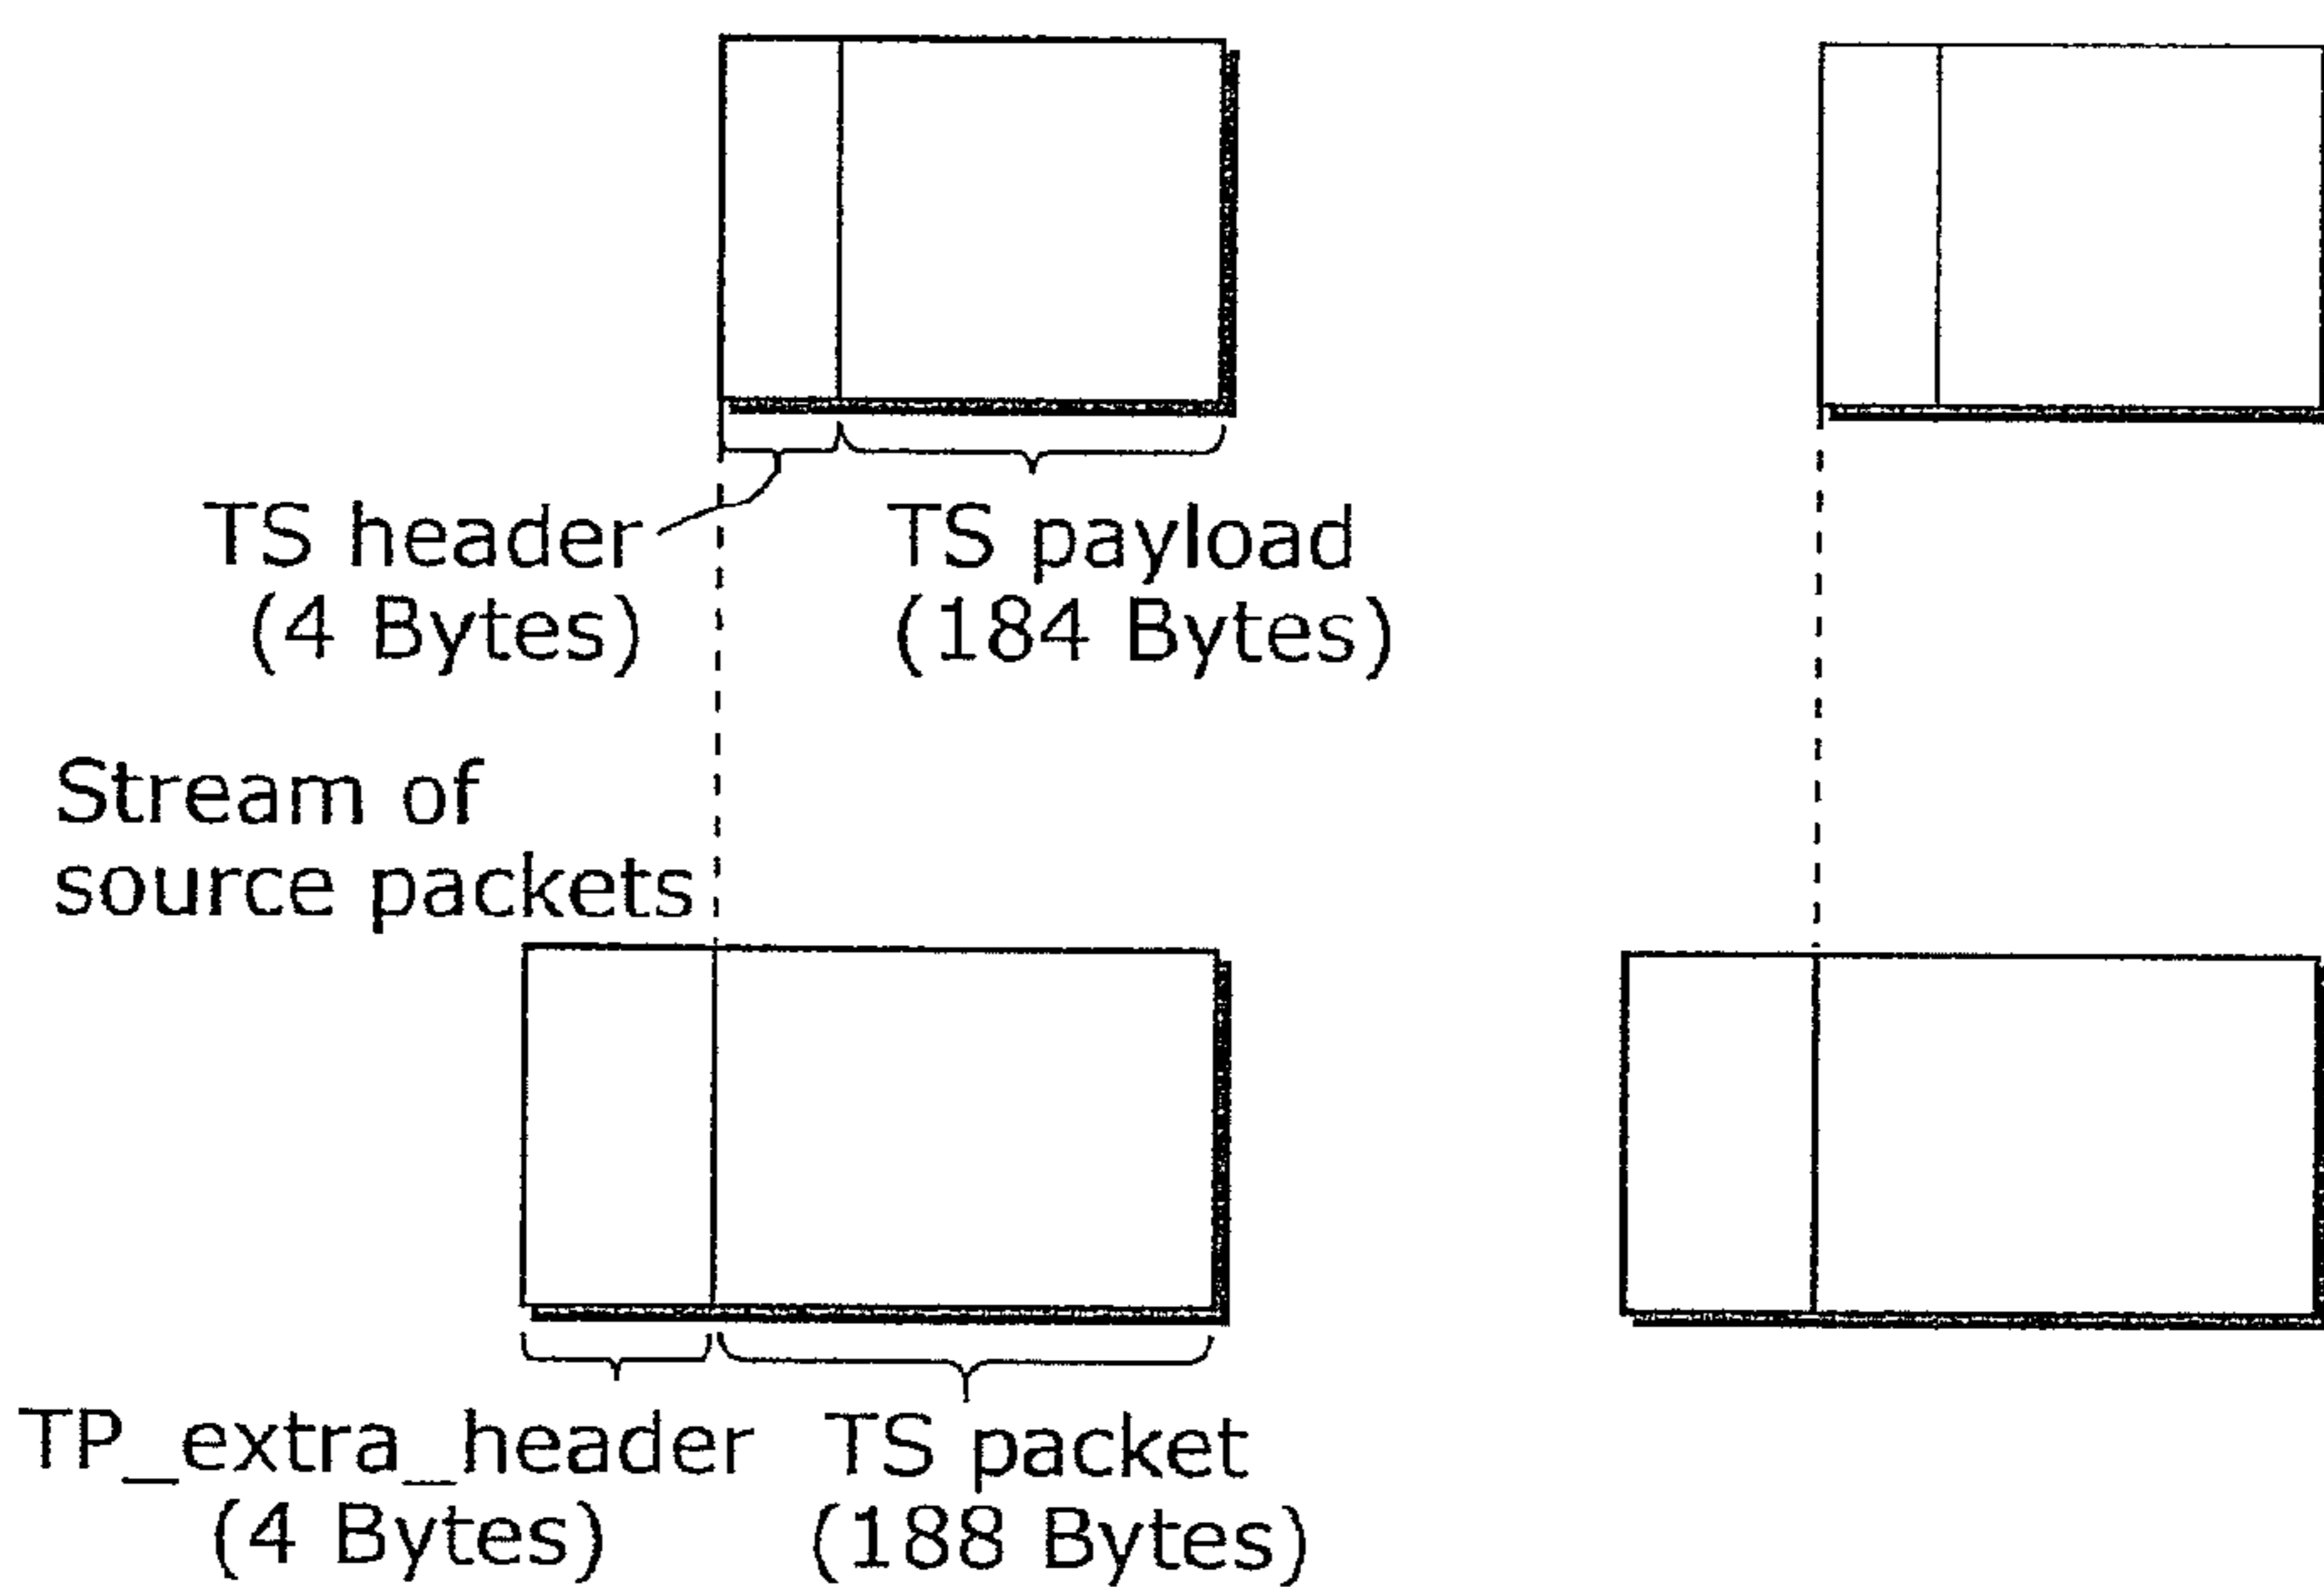 TS header
(4 Bytes)
TS payload
(184 Bytes)
Stream of
source packets
TP_extra_header
(4 Bytes)
TS packet
(188 Bytes)